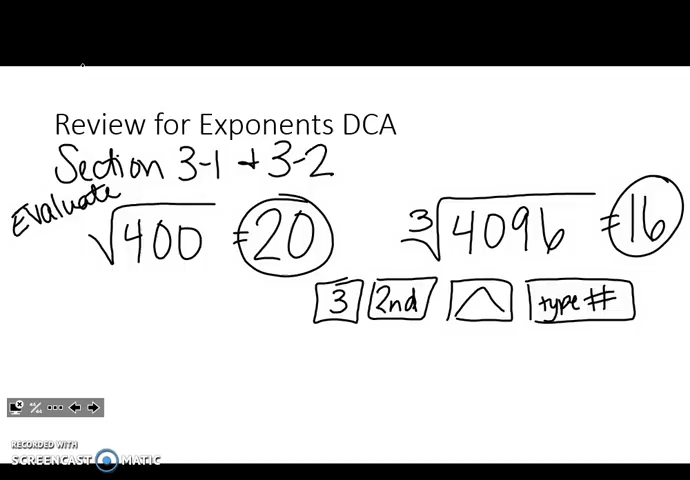 Review for Exponents DCA
Section 3-1 + 3-2
Evaluate
√400 = 20
∛4096 = 16
3 2nd ^ type #
RECORDED WITH
SCREENCAST MATIC